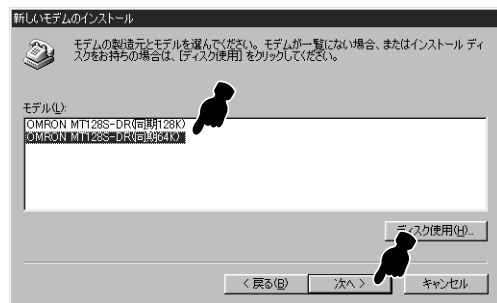 新しいモデムのインストール
モデムの製造元とモデルを選んでください。モデムが一覧にない場合、またはインストール ディ
スクをお持ちの場合は、[ディスク使用] をクリックしてください。
モデル(L):
OMRON MT128S-DR(同期128K)
OMRON MT128S-DR(同期64K)
ディスク使用(H)...
< 戻る(B)
次へ >
キャンセル